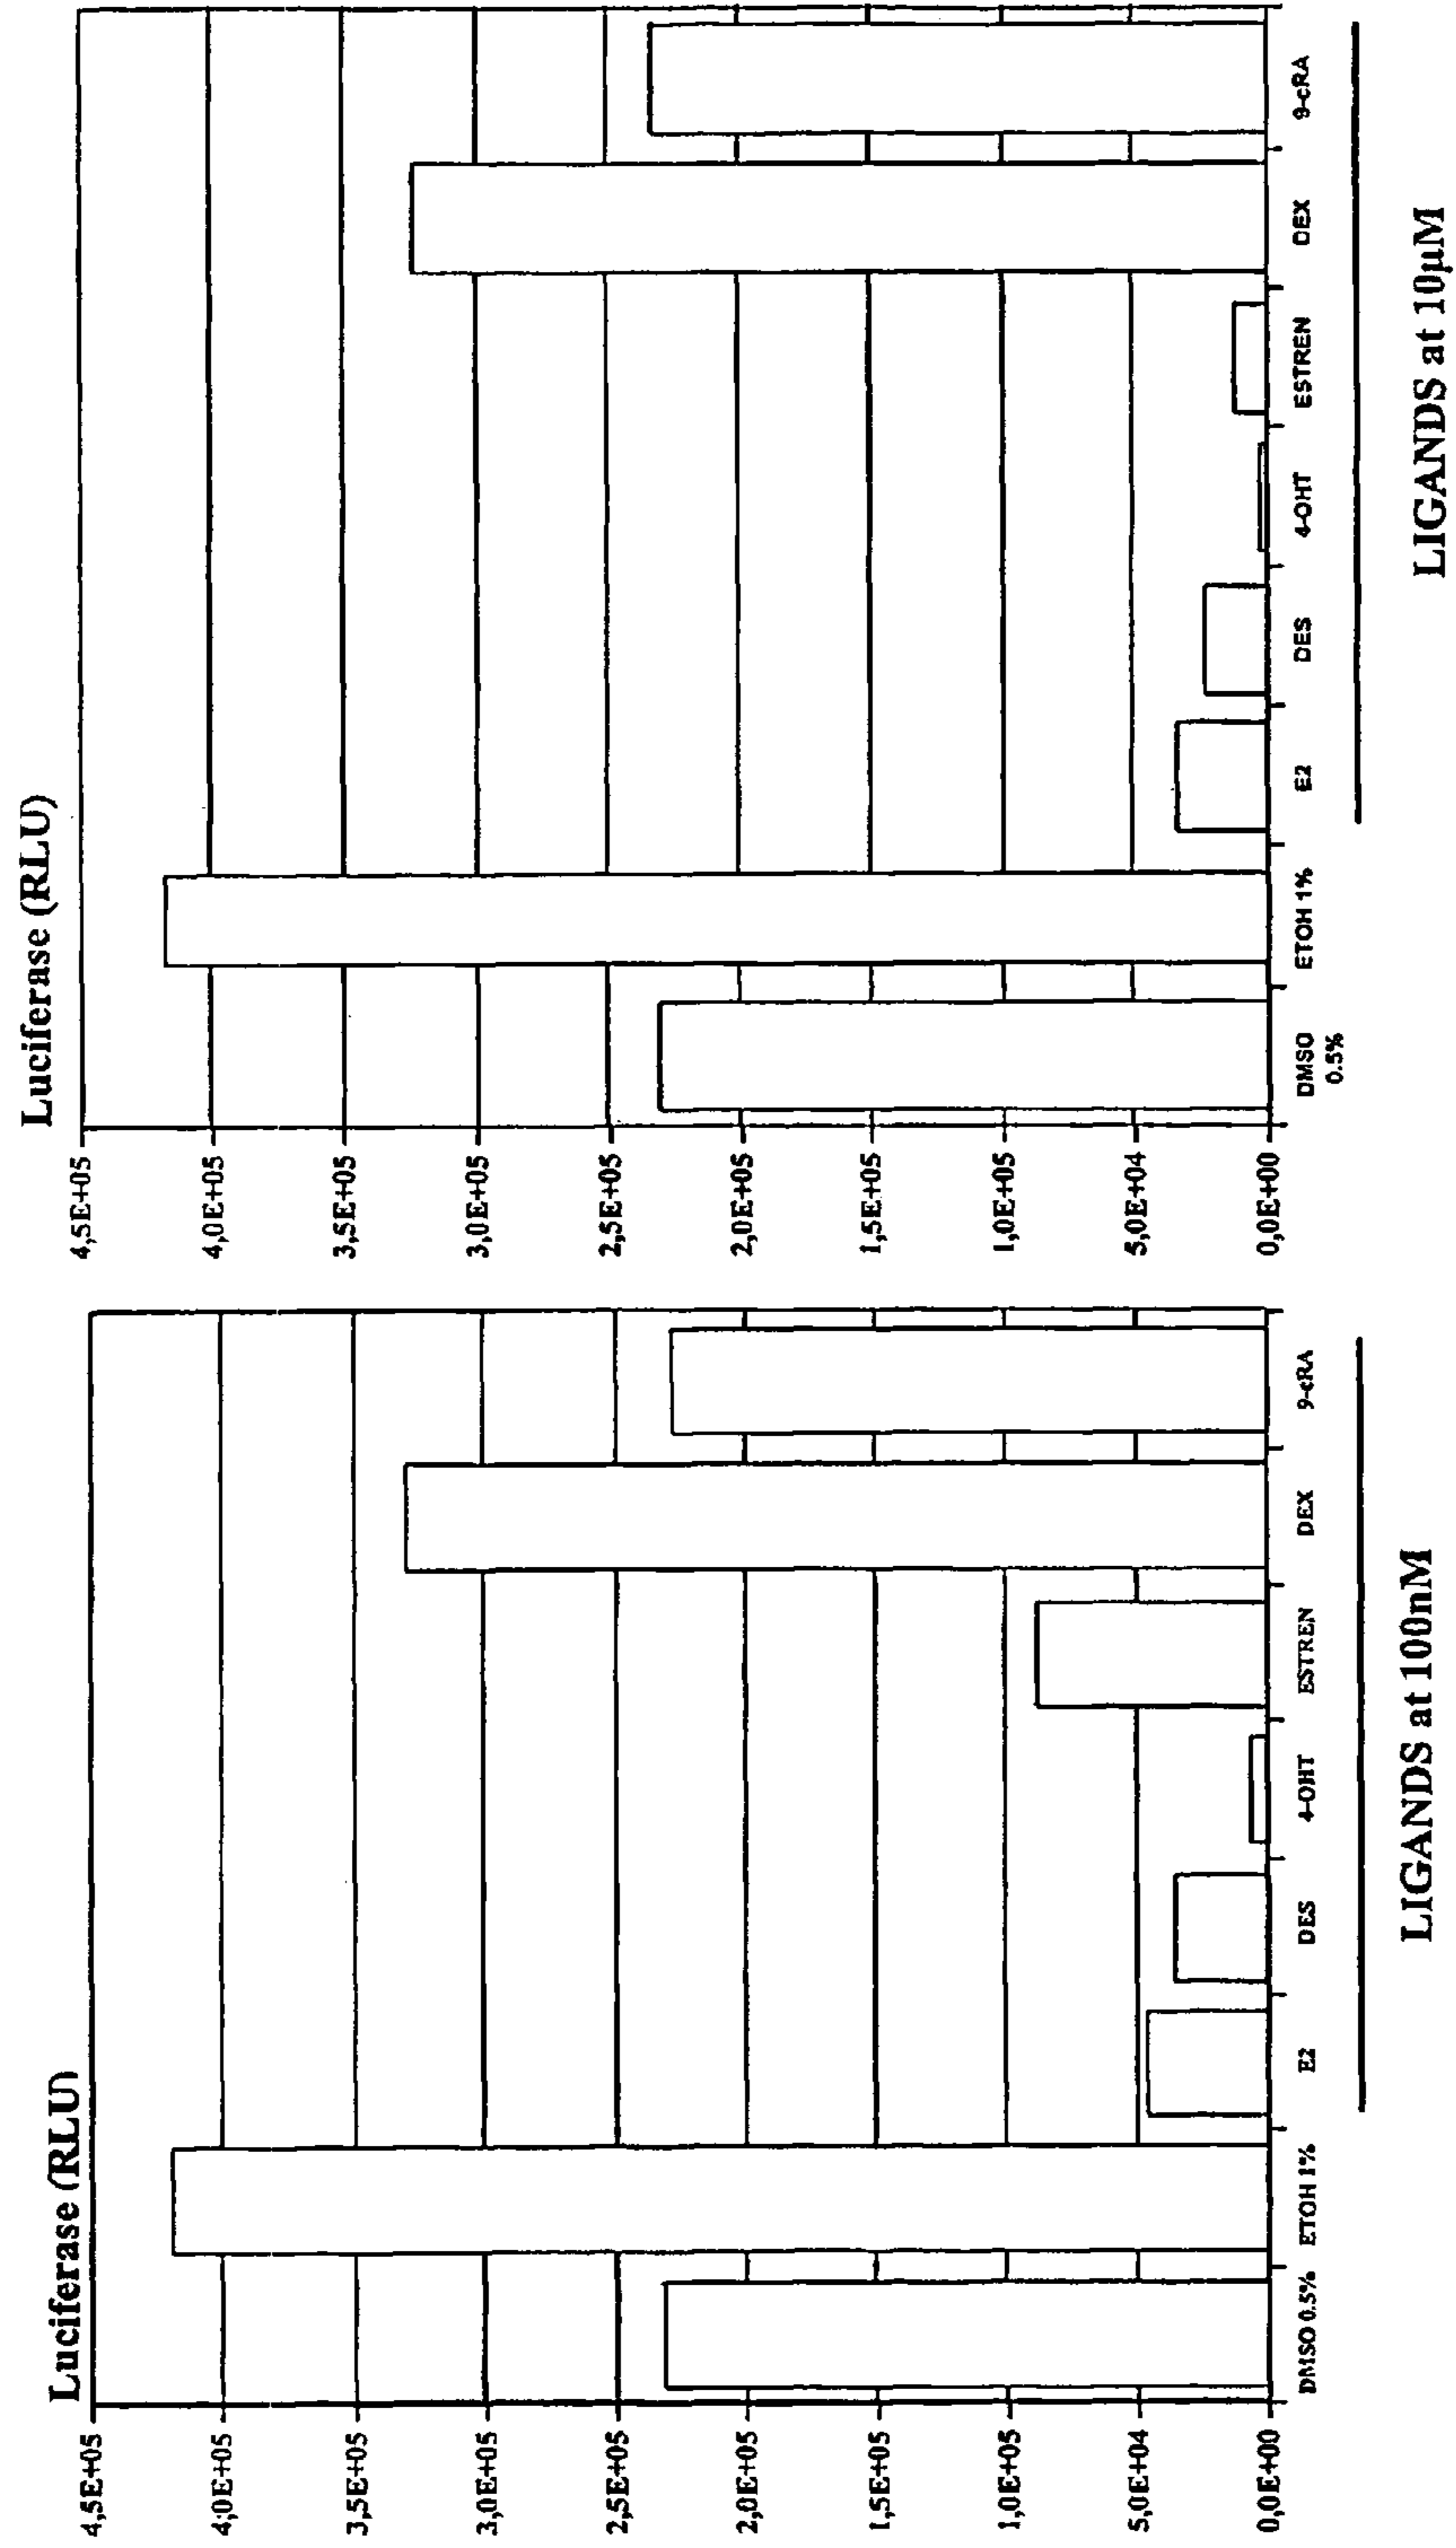 Luciferase (RLU)
4,5E+05
4,0E+05
3,5E+05
3,0E+05
2,5E+05
2,0E+05
1,5E+05
1,0E+05
5,0E+04
0,0E+00
DMSO 0.5% ETOH 1% E2 DES 4-OHT ESTREN DEX 9-cRA
LIGANDS at 100nM
Luciferase (RLU)
4,5E+05
4,0E+05
3,5E+05
3,0E+05
2,5E+05
2,0E+05
1,5E+05
1,0E+05
5,0E+04
0,0E+00
DMSO ETOH 1% E2 DES 4-OHT ESTREN DEX 9-cRA
0.5%
LIGANDS at 10µM